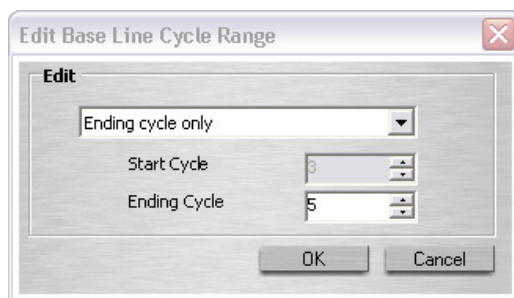 Edit Base Line Cycle Range
Edit
Ending cycle only
Start Cycle 3
Ending Cycle 5
OK Cancel